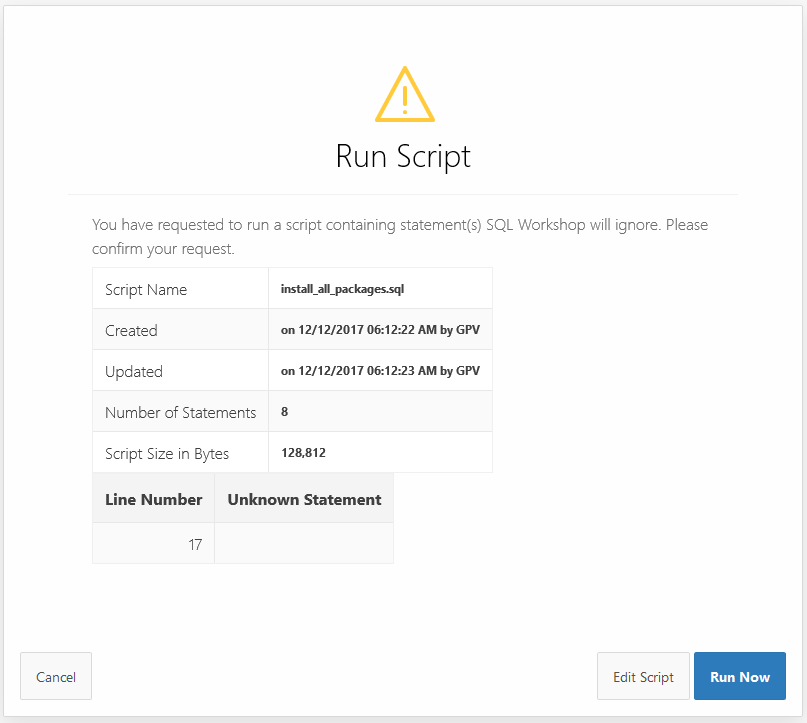 Run Script
You have requested to run a script containing statement(s) SQL Workshop will ignore. Please
confirm your request.
Script Name install_all_packages.sql
Created on 12/12/2017 06:12:22 AM by GPV
Updated on 12/12/2017 06:12:23 AM by GPV
Number of Statements 8
Script Size in Bytes 128,812
Line Number Unknown Statement
17
Cancel Edit Script Run Now